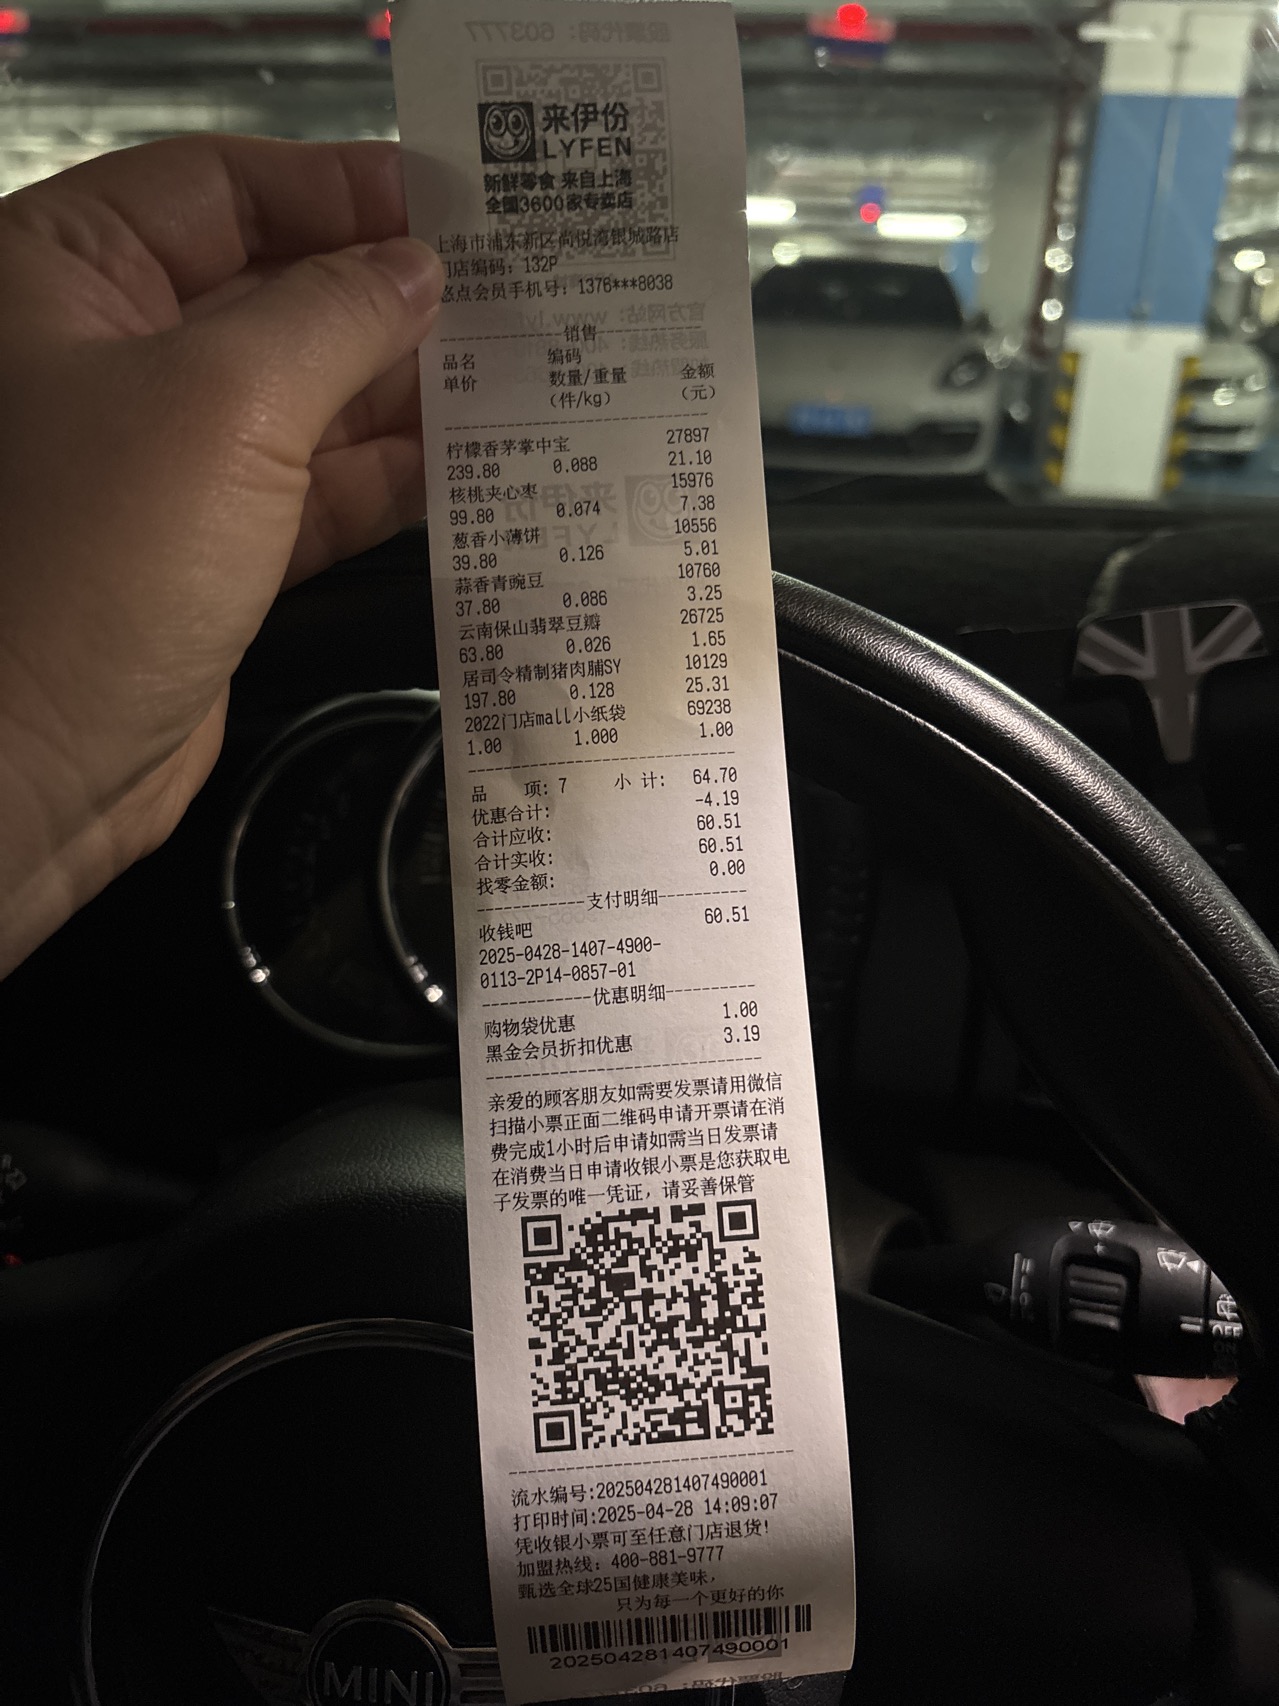 来伊份
LYFEN
新鲜零食 来自上海
全国3600家专卖店
上海市浦东新区尚悦湾银城路店
门店编码：132P
悠点会员手机号：1376***8038
------------销售------------
品名 编码
单价 数量/重量 金额
（件/kg） （元）
柠檬香茅掌中宝 27897
239.80 0.088 21.10
核桃夹心枣 15976
99.80 0.074 7.38
葱香小薄饼 10556
39.80 0.126 5.01
蒜香青豌豆 10760
37.80 0.086 3.25
云南保山翡翠豆瓣 26725
63.80 0.026 1.65
居司令精制猪肉脯SY 10129
197.80 0.128 25.31
2022门店mall小纸袋 69238
1.00 1.000 1.00
品 项: 7 小 计: 64.70
优惠合计: -4.19
合计应收: 60.51
合计实收: 60.51
找零金额: 0.00
------------支付明细----------
收钱吧 60.51
2025-0428-1407-4900-
0113-2P14-0857-01
------------优惠明细----------
购物袋优惠 1.00
黑金会员折扣优惠 3.19
亲爱的顾客朋友如需要发票请用微信
扫描小票正面二维码申请开票请在消
费完成1小时后申请如需当日发票请
在消费当日申请收银小票是您获取电
子发票的唯一凭证，请妥善保管
流水编号:202504281407490001
打印时间:2025-04-28 14:09:07
凭收银小票可至任意门店退货!
加盟热线：400-881-9777
甄选全球25国健康美味，
只为每一个更好的你
202504281407490001
MINI